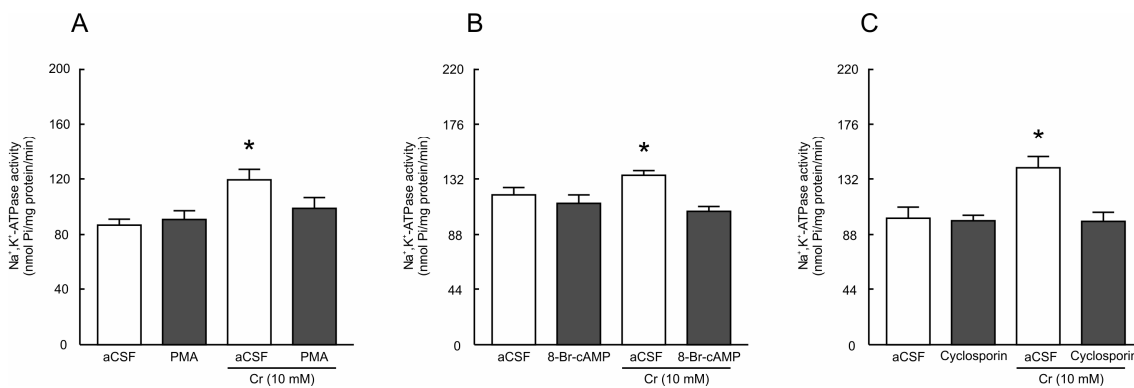 A
Na⁺,K⁺-ATPase activity
(nmol Pi/mg protein/min)
200
160
120
80
40
0
*
aCSF PMA aCSF PMA
Cr (10 mM)
B
Na⁺,K⁺-ATPase activity
(nmol Pi/mg protein/min)
220
176
132
88
44
0
*
aCSF 8-Br-cAMP aCSF 8-Br-cAMP
Cr (10 mM)
C
Na⁺,K⁺-ATPase activity
(nmol Pi/mg protein/min)
220
176
132
88
44
0
*
aCSF Cyclosporin aCSF Cyclosporin
Cr (10 mM)